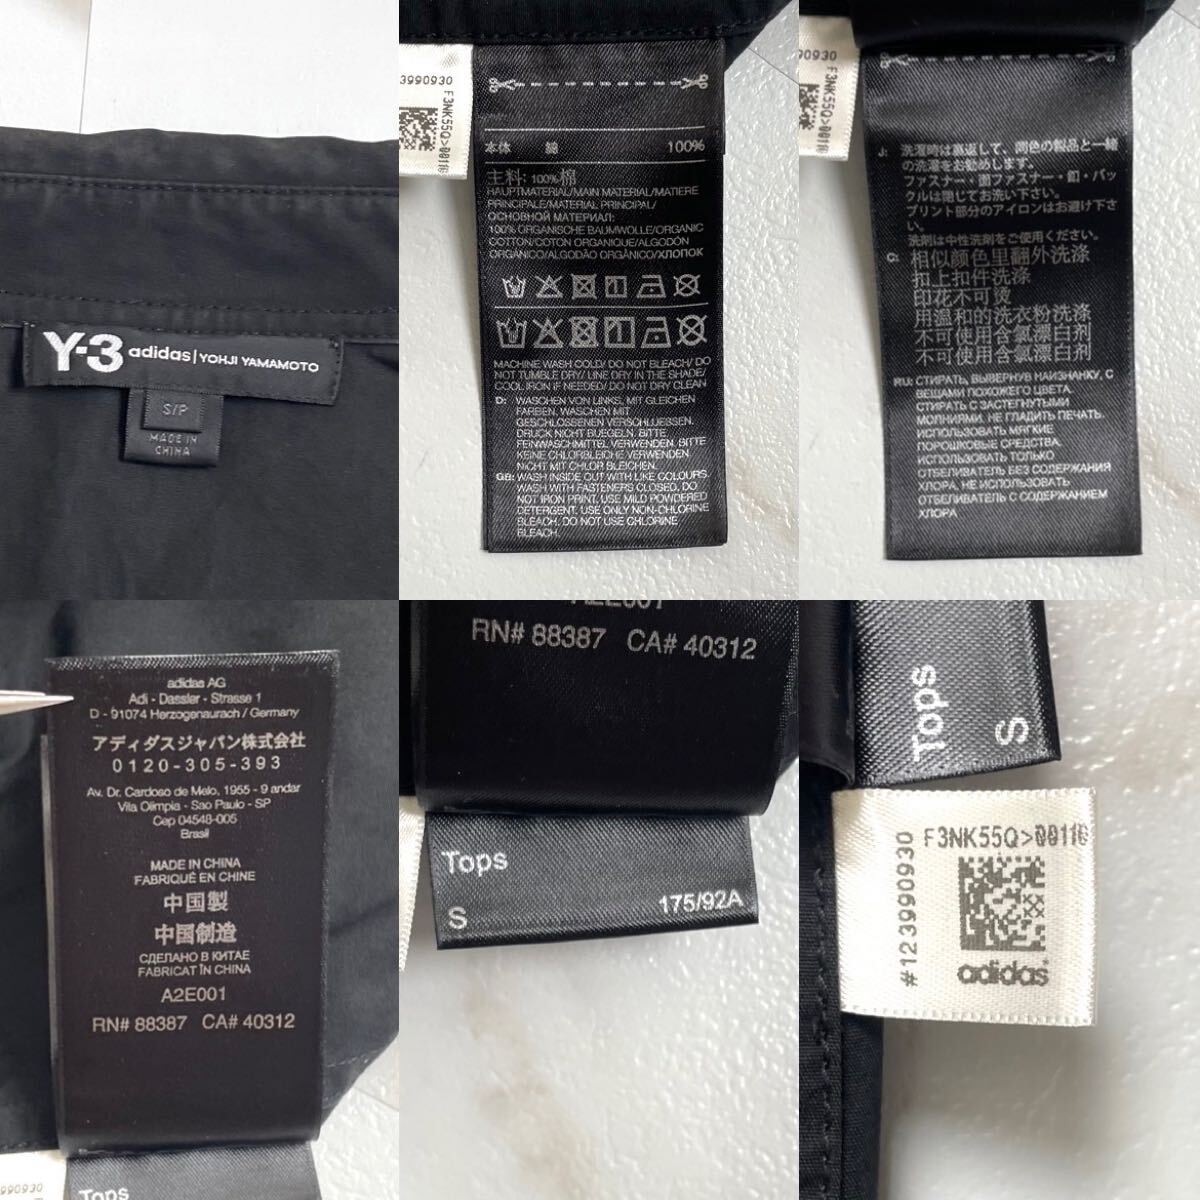 Y-3 adidas | YOHJI YAMAMOTO
S/P
MADE IN
CHINA
3990930
F3NK55Q>
本体 綿 100%
主料: 100%棉
HAUPTMATERIAL/MAIN MATERIAL/MATIERE
PRINCIPALE/MATERIAL PRINCIPAL/
ОСНОВНОЙ МАТЕРИАЛ:
100% ORGANISCHE BAUMWOLLE/ORGANIC
COTTON/COTON ORGANIQUE/ALGODÓN
ORGÁNICO/ALGODÃO ORGÂNICO/ХЛОПОК
MACHINE WASH COLD/ DO NOT BLEACH/ DO
NOT TUMBLE DRY/ LINE DRY IN THE SHADE/
COOL IRON IF NEEDED/ DO NOT DRY CLEAN
D: WASCHEN VON LINKS, MIT GLEICHEN
FARBEN. WASCHEN MIT
GESCHLOSSENEN VERSCHLUESSEN.
DRUCK NICHT BUEGELN. BITTE
FEINWASCHMITTEL VERWENDEN. BITTE
KEINE CHLORBLEICHE VERWENDEN.
NICHT MIT CHLOR BLEICHEN.
GB: WASH INSIDE OUT WITH LIKE COLOURS.
WASH WITH FASTENERS CLOSED. DO
NOT IRON PRINT. USE MILD POWDERED
DETERGENT. USE ONLY NON-CHLORINE
BLEACH. DO NOT USE CHLORINE
BLEACH.
990930
F3NK55Q>
J: 洗濯時は裏返して、同色の製品と一緒
の洗濯をお勧めします。
ファスナー・面ファスナー・釦・バッ
クルは閉じてお洗い下さい。
プリント部分のアイロンはお避け下さ
い。
洗剤は中性洗剤をご使用ください。
C: 相似颜色里翻外洗涤
扣上扣件洗涤
印花不可烫
用温和的洗衣粉洗涤
不可使用含氯漂白剂
不可使用含氯漂白剂
RU: СТИРАТЬ, ВЫВЕРНУВ НАИЗНАНКУ, С
ВЕЩАМИ ПОХОЖЕГО ЦВЕТА.
СТИРАТЬ С ЗАСТЕГНУТЫМИ
МОЛНИЯМИ. НЕ ГЛАДИТЬ ПЕЧАТЬ.
ИСПОЛЬЗОВАТЬ МЯГКИЕ
ПОРОШКОВЫЕ СРЕДСТВА.
ИСПОЛЬЗОВАТЬ ТОЛЬКО
ОТБЕЛИВАТЕЛЬ БЕЗ СОДЕРЖАНИЯ
ХЛОРА. НЕ ИСПОЛЬЗОВАТЬ
ОТБЕЛИВАТЕЛЬ С СОДЕРЖАНИЕМ
ХЛОРА
adidas AG
Adi - Dassler - Strasse 1
D - 91074 Herzogenaurach / Germany
アディダスジャパン株式会社
0120-305-393
Av. Dr. Cardoso de Melo, 1955 - 9 andar
Vila Olimpia - Sao Paulo - SP
Cep 04548-005
Brasil
MADE IN CHINA
FABRIQUÉ EN CHINE
中国製
中国制造
СДЕЛАНО В КИТАЕ
FABRICAT ÎN CHINA
A2E001
RN# 88387 CA# 40312
990930
Tops
A2E001
RN# 88387 CA# 40312
Tops
S 175/92A
Tops
S
F3NK55Q>
#123990930
adidas